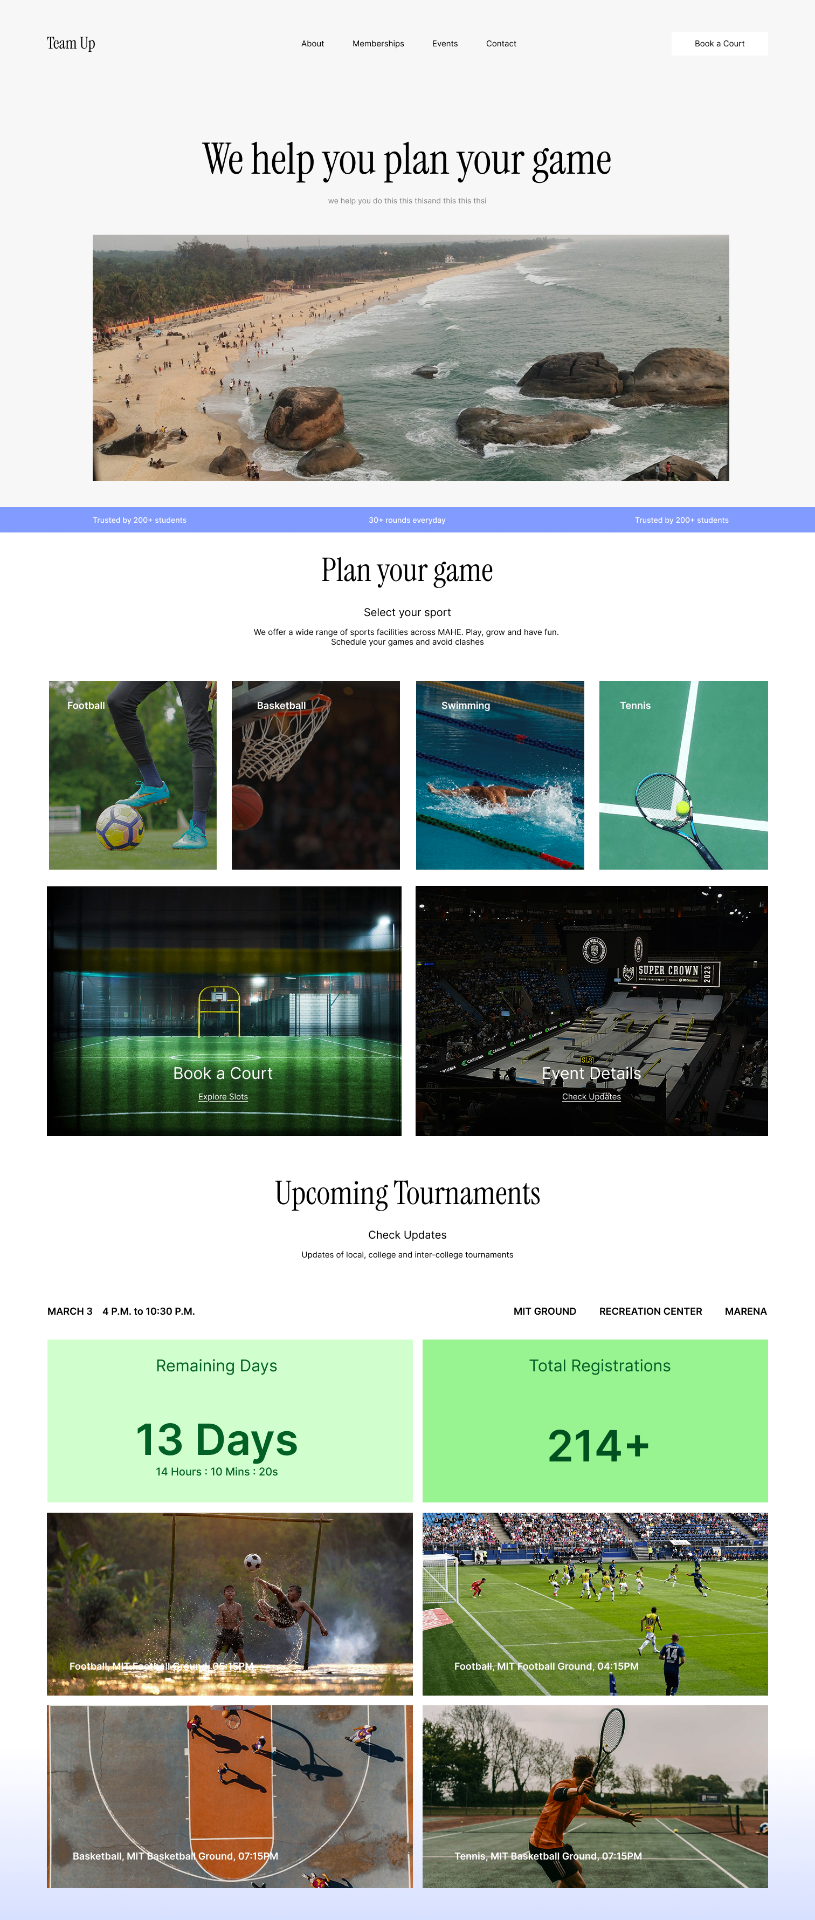 Team Up
About
Memberships
Events
Contact
Book a Court
We help you plan your game
we help you do this this thisand this this thsi
Trusted by 200+ students
30+ rounds everyday
Trusted by 200+ students
Plan your game
Select your sport
We offer a wide range of sports facilities across MAHE. Play, grow and have fun.
Schedule your games and avoid clashes
Football
Basketball
Swimming
Tennis
SUPER CROWN
2023
SLS
Book a Court
Explore Slots
Event Details
Check Updates
Upcoming Tournaments
Check Updates
Updates of local, college and inter-college tournaments
MARCH 3 4 P.M. to 10:30 P.M.
MIT GROUND
RECREATION CENTER
MARENA
Remaining Days
13 Days
14 Hours : 10 Mins : 20s
Total Registrations
214+
14
Football, MIT Football Ground, 05:15PM
Football, MIT Football Ground, 04:15PM
Basketball, MIT Basketball Ground, 07:15PM
Tennis, MIT Basketball Ground, 07:15PM